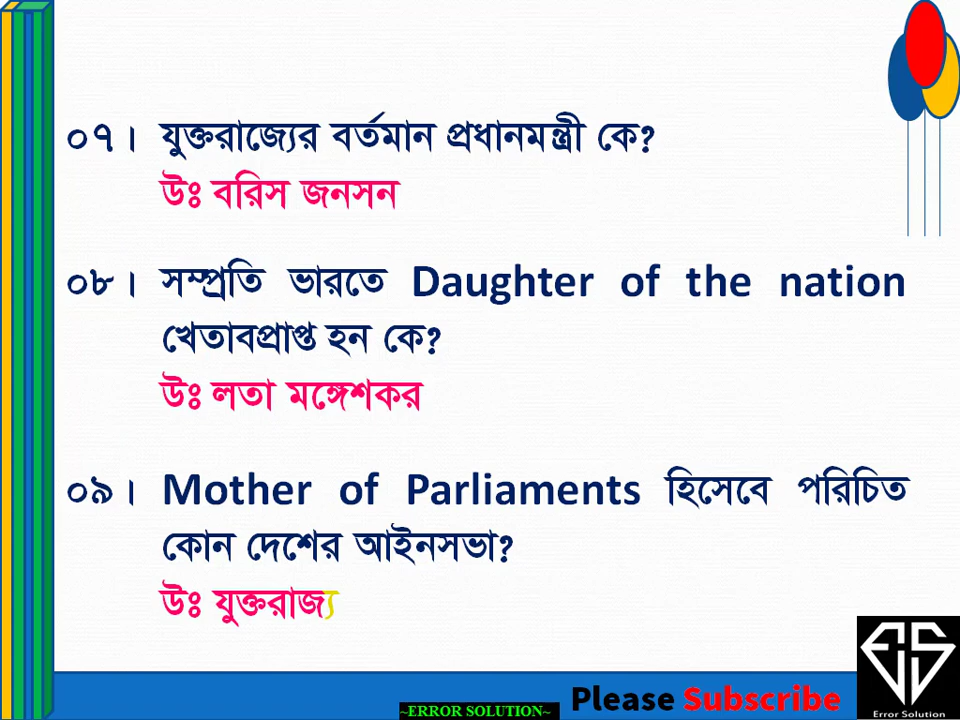 ০৭। যুক্তরাজ্যের বর্তমান প্রধানমন্ত্রী কে?
উঃ বরিস জনসন
০৮। সম্প্রতি ভারতে Daughter of the nation
খেতাবপ্রাপ্ত হন কে?
উঃ লতা মঙ্গেশকর
০৯। Mother of Parliaments হিসেবে পরিচিত
কোন দেশের আইনসভা?
উঃ যুক্তরাজ্য
~ERROR SOLUTION~
Please Subscribe
Error Solution